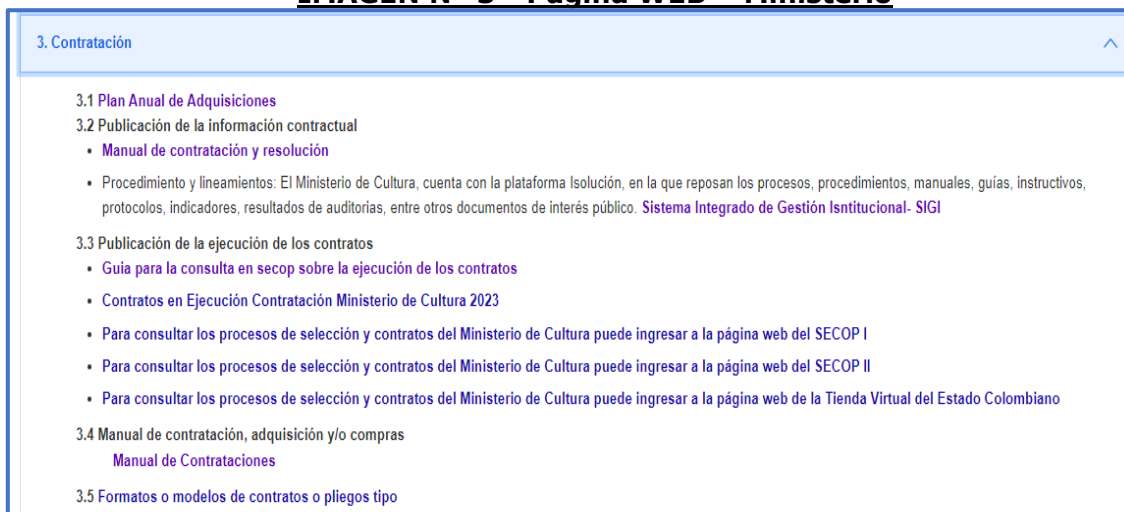 IMAGEN N° 3 – Página WEB – Ministerio
3. Contratación
3.1 Plan Anual de Adquisiciones
3.2 Publicación de la información contractual
• Manual de contratación y resolución
• Procedimiento y lineamientos: El Ministerio de Cultura, cuenta con la plataforma Isolución, en la que reposan los procesos, procedimientos, manuales, guías, instructivos,
protocolos, indicadores, resultados de auditorias, entre otros documentos de interés público. Sistema Integrado de Gestión Isntitucional- SIGI
3.3 Publicación de la ejecución de los contratos
• Guia para la consulta en secop sobre la ejecución de los contratos
• Contratos en Ejecución Contratación Ministerio de Cultura 2023
• Para consultar los procesos de selección y contratos del Ministerio de Cultura puede ingresar a la página web del SECOP I
• Para consultar los procesos de selección y contratos del Ministerio de Cultura puede ingresar a la página web del SECOP II
• Para consultar los procesos de selección y contratos del Ministerio de Cultura puede ingresar a la página web de la Tienda Virtual del Estado Colombiano
3.4 Manual de contratación, adquisición y/o compras
Manual de Contrataciones
3.5 Formatos o modelos de contratos o pliegos tipo